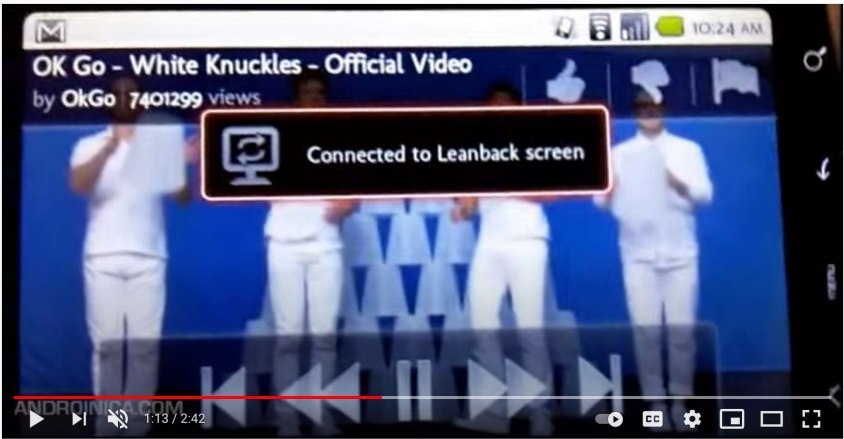 10:24 AM
OK Go - White Knuckles - Official Video
by OkGo 7401299 views
Connected to Leanback screen
menu
ANDROINICA.COM
1:13 / 2:42
CC